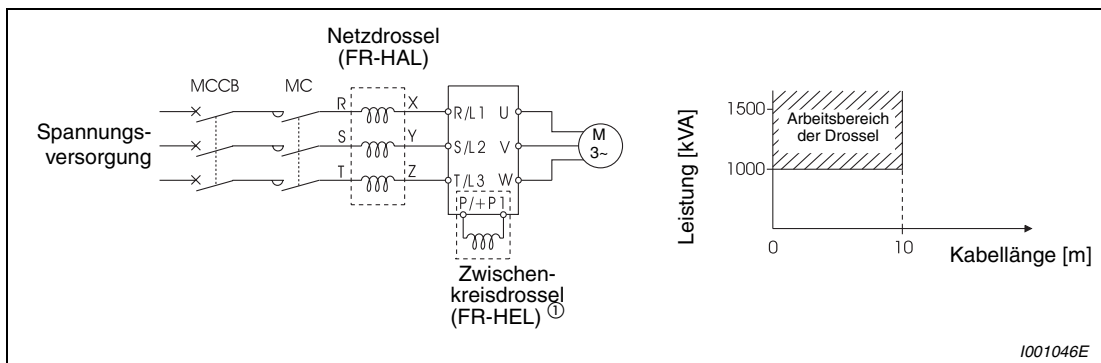 Netzdrossel
(FR-HAL)
MCCB
MC
R
X
R/L1
U
Spannungs-
versorgung
S
Y
S/L2
V
M
3~
T
Z
T/L3
W
P/+
P1
Zwischen-
kreisdrossel
(FR-HEL) ①
Leistung [kVA]
1500
Arbeitsbereich
der Drossel
1000
0
10
Kabellänge [m]
I001046E